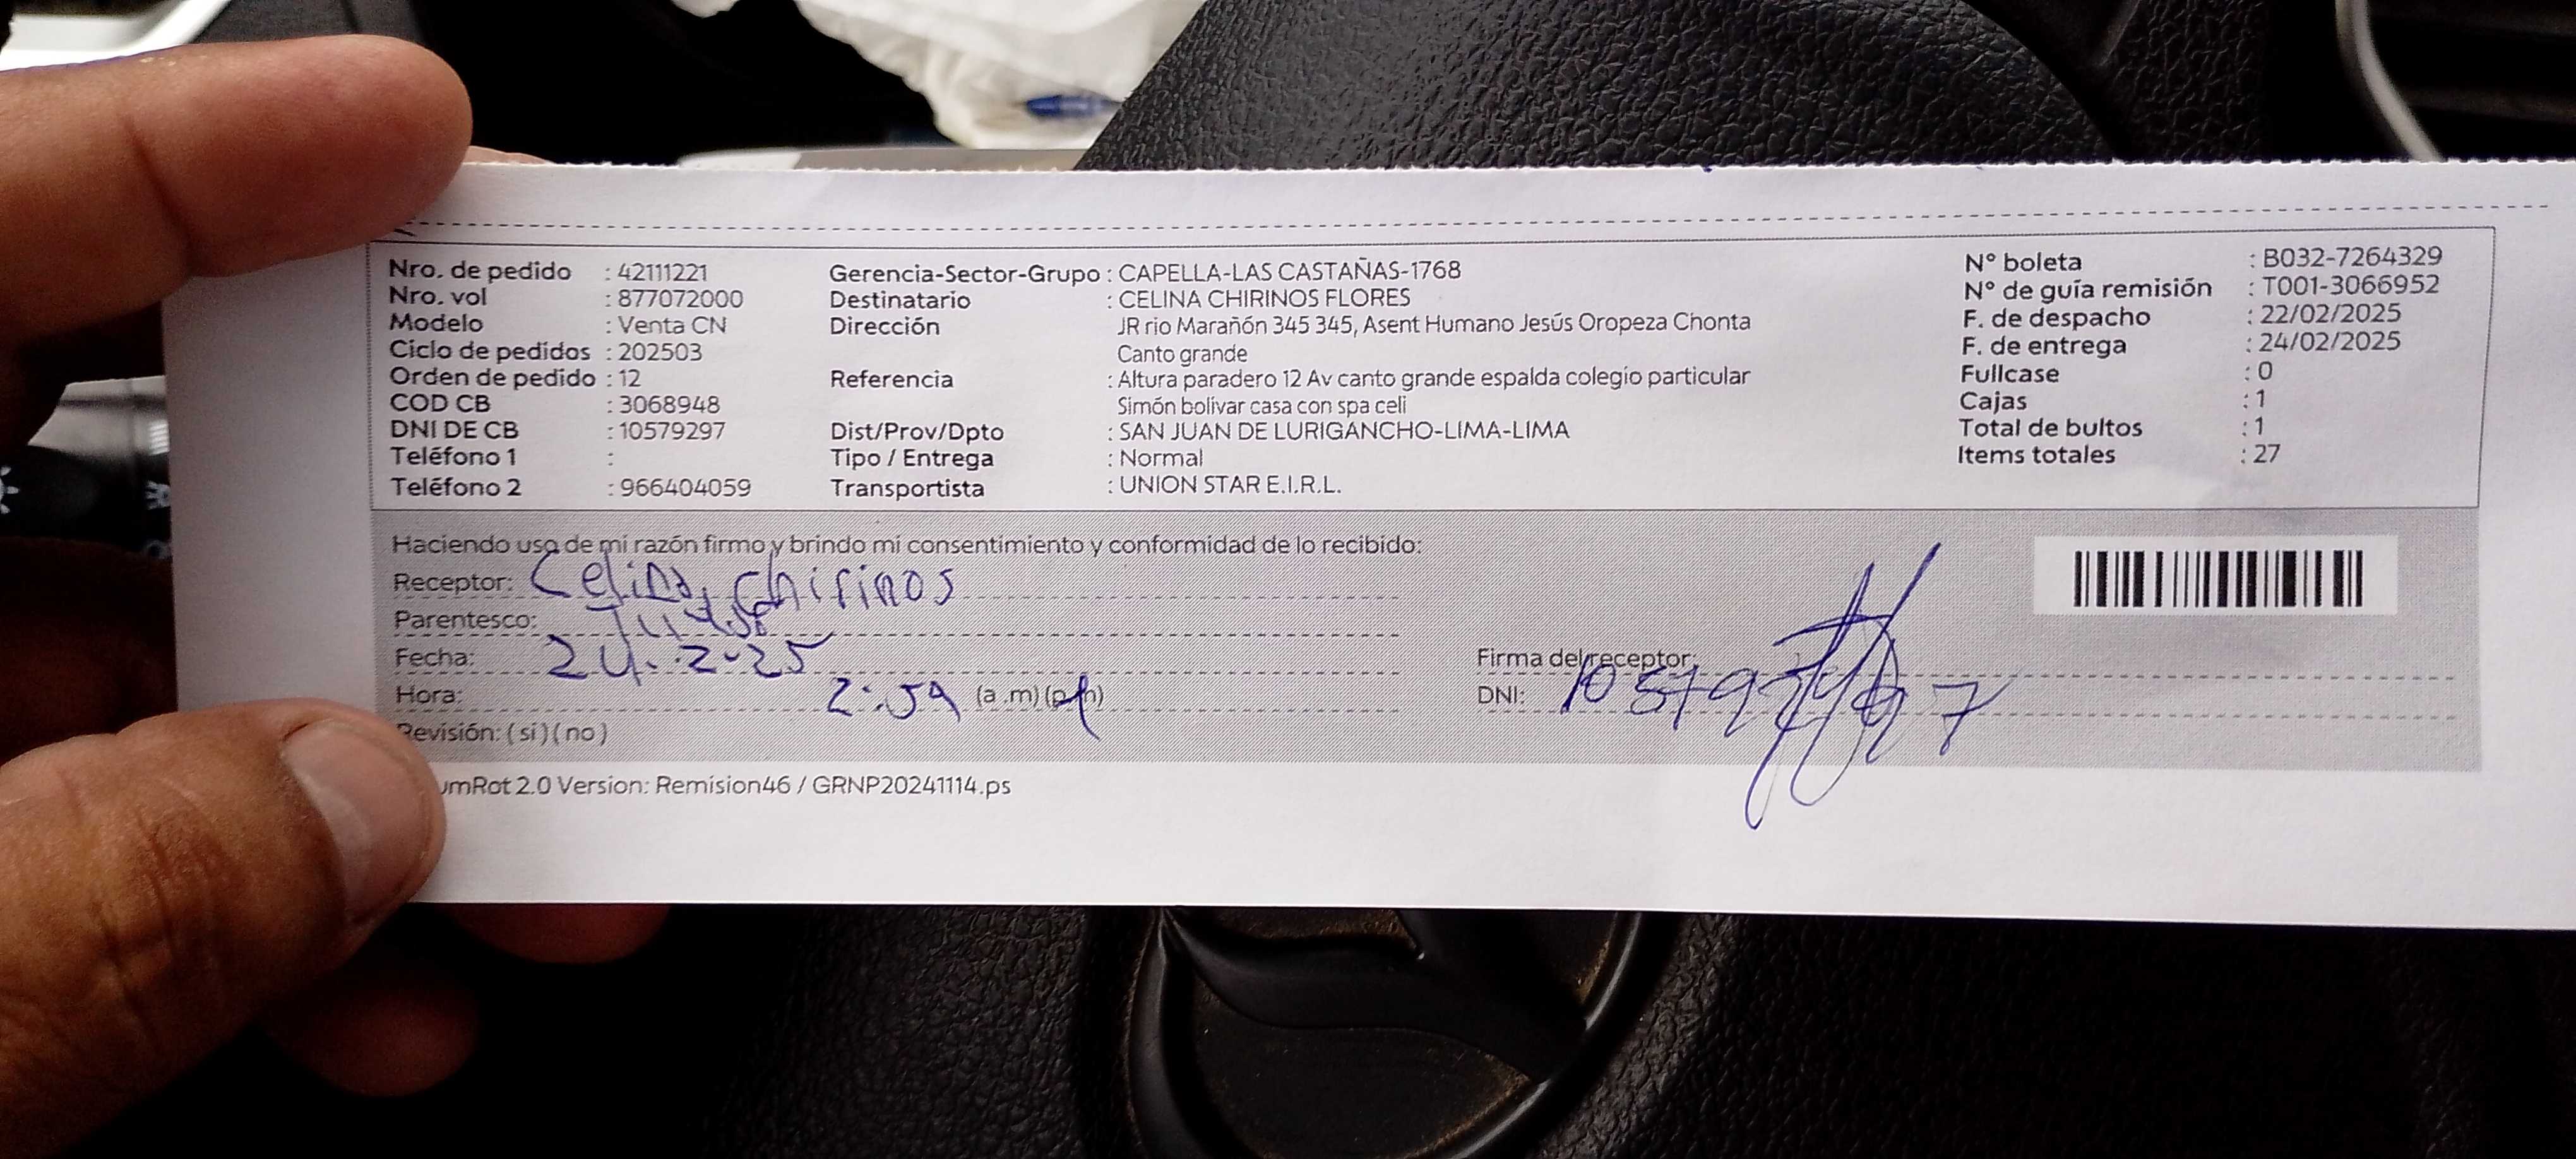 Nro. de pedido : 42111221
Nro. vol : 877072000
Modelo : Venta CN
Ciclo de pedidos : 202503
Orden de pedido : 12
COD CB : 3068948
DNI DE CB : 10579297
Teléfono 1 :
Teléfono 2 : 966404059
Gerencia-Sector-Grupo : CAPELLA-LAS CASTAÑAS-1768
Destinatario : CELINA CHIRINOS FLORES
Dirección JR rio Marañón 345 345, Asent Humano Jesús Oropeza Chonta
Canto grande
Referencia : Altura paradero 12 Av canto grande espalda colegio particular
Simón bolivar casa con spa celi
Dist/Prov/Dpto : SAN JUAN DE LURIGANCHO-LIMA-LIMA
Tipo / Entrega : Normal
Transportista : UNION STAR E.I.R.L.
N° boleta : B032-7264329
N° de guía remisión : T001-3066952
F. de despacho : 22/02/2025
F. de entrega : 24/02/2025
Fullcase : 0
Cajas : 1
Total de bultos : 1
Items totales : 27
Haciendo uso de mi razón firmo y brindo mi consentimiento y conformidad de lo recibido:
Receptor: Celina Chirinos
Parentesco:
Fecha: 24-2-25
Hora: 2:59 (a.m)(p.m)
Revisión: (si)(no)
Firma del receptor:
DNI:
umRot 2.0 Version: Remision46 / GRNP20241114.ps